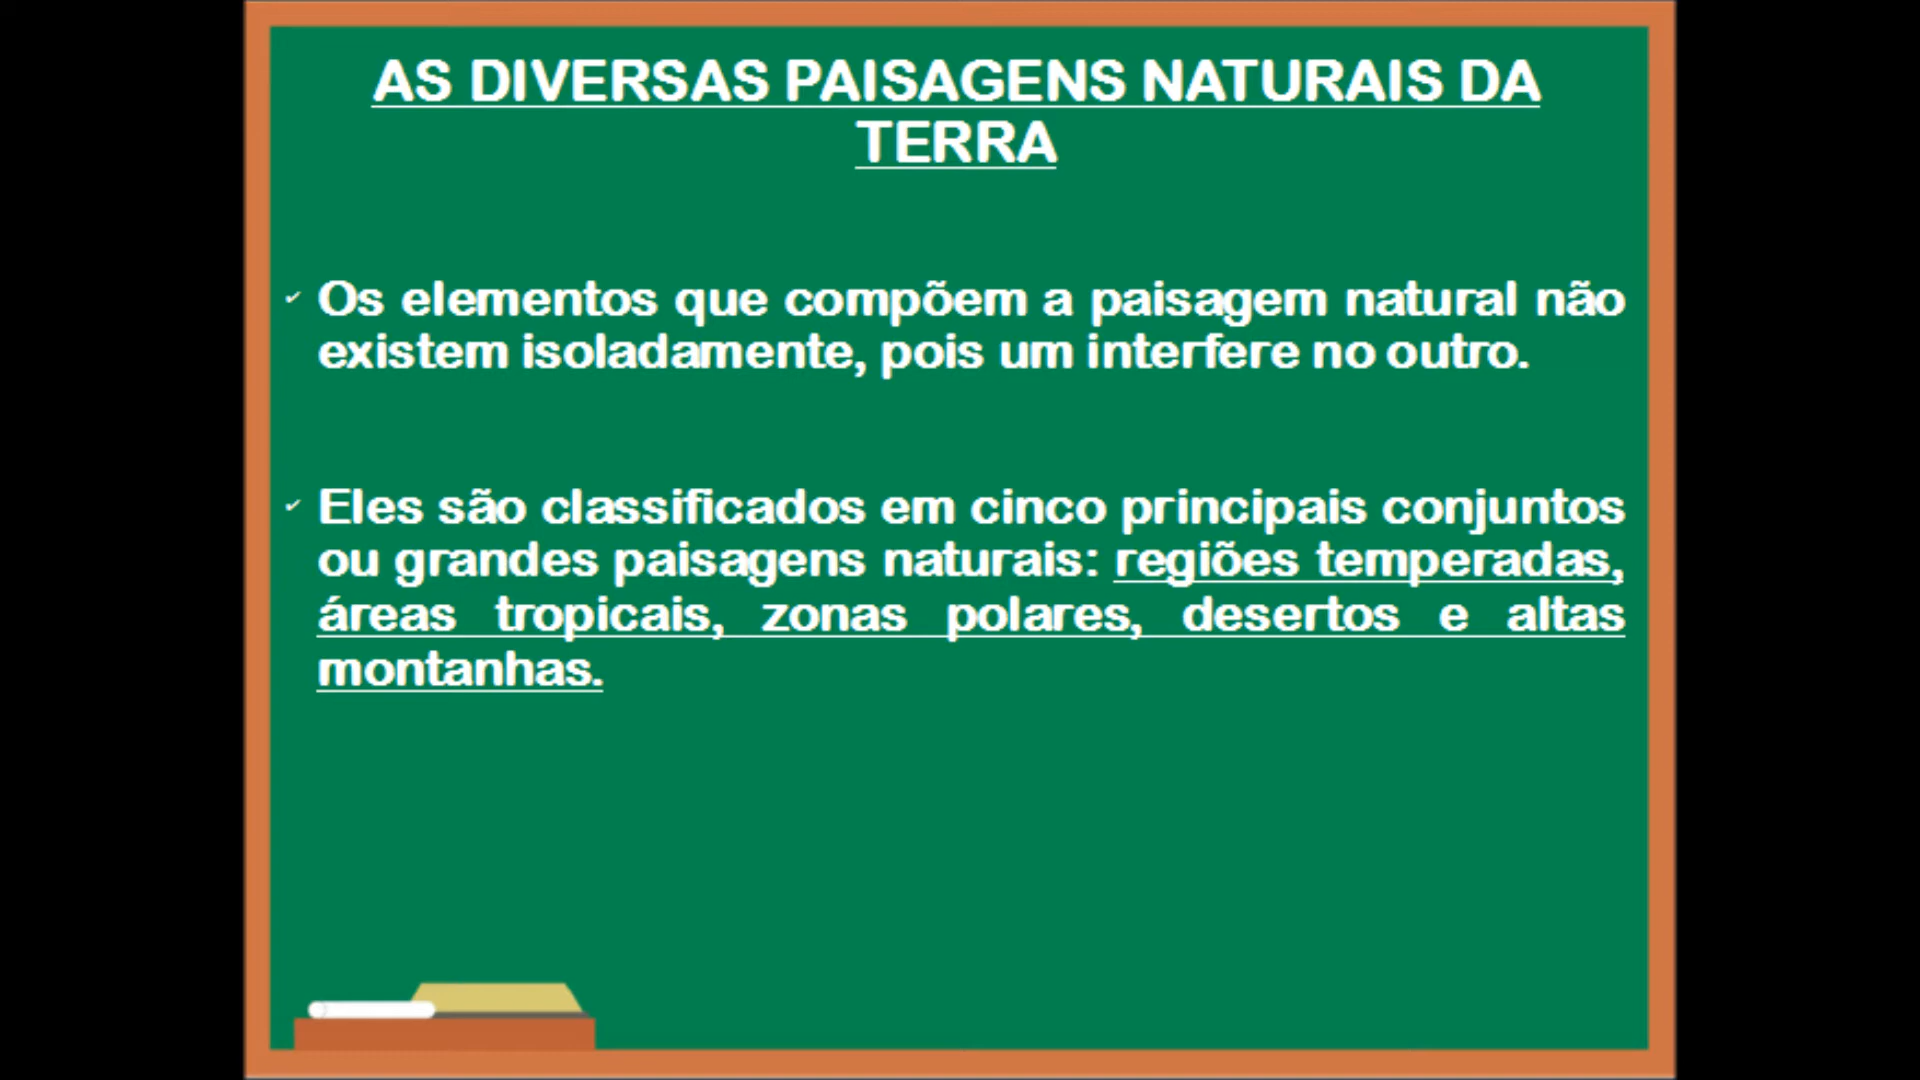 AS DIVERSAS PAISAGENS NATURAIS DA
TERRA
✓ Os elementos que compõem a paisagem natural não
existem isoladamente, pois um interfere no outro.
✓ Eles são classificados em cinco principais conjuntos
ou grandes paisagens naturais: regiões temperadas,
áreas tropicais, zonas polares, desertos e altas
montanhas.